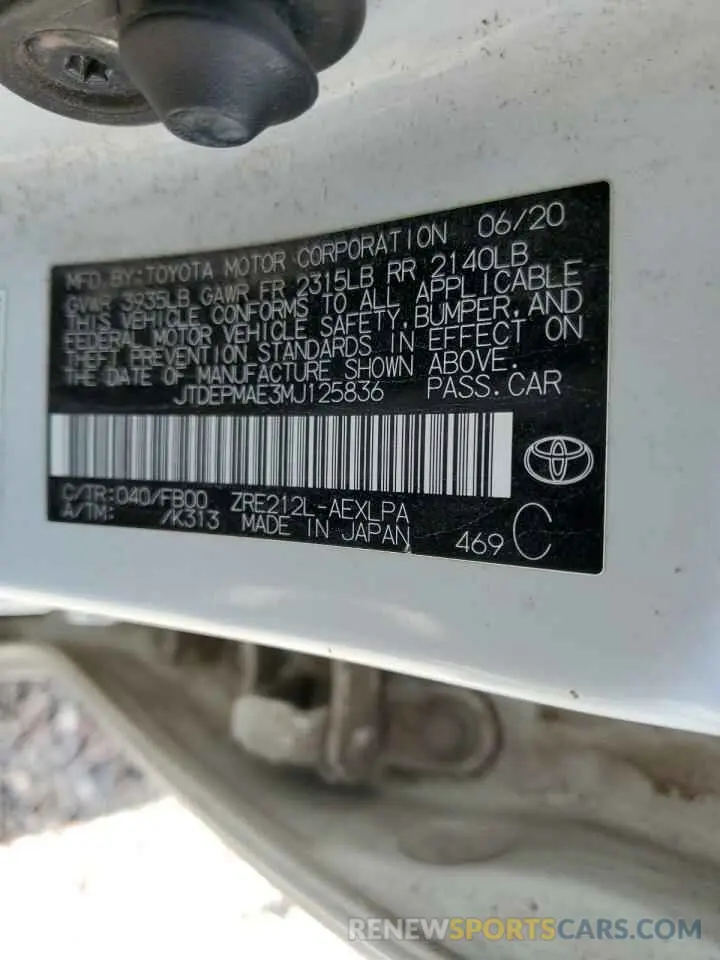 MFD.BY:TOYOTA MOTOR CORPORATION 06/20
GVWR 3935LB GAWR FR 2315LB RR 2140LB
THIS VEHICLE CONFORMS TO ALL APPLICABLE
FEDERAL MOTOR VEHICLE SAFETY,BUMPER,AND
THEFT PREVENTION STANDARDS IN EFFECT ON
THE DATE OF MANUFACTURE SHOWN ABOVE.
JTDEPMAE3MJ125836 PASS.CAR
C/TR:040/FB00 ZRE212L-AEXLPA
A/TM: /K313 MADE IN JAPAN 469 C
RENEWSPORTSCARS.COM